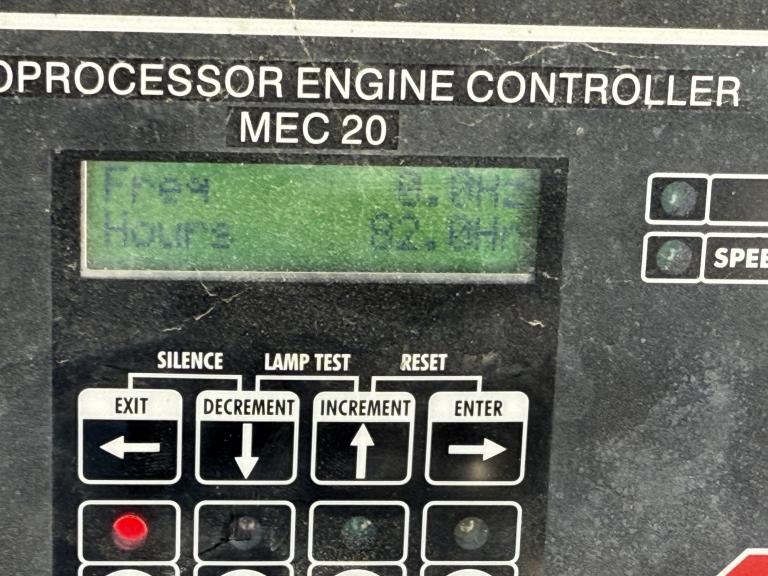 OPROCESSOR ENGINE CONTROLLER
MEC 20
Freq 0.0Hz
Hours 82.0Hr
SPEE
SILENCE LAMP TEST RESET
EXIT DECREMENT INCREMENT ENTER